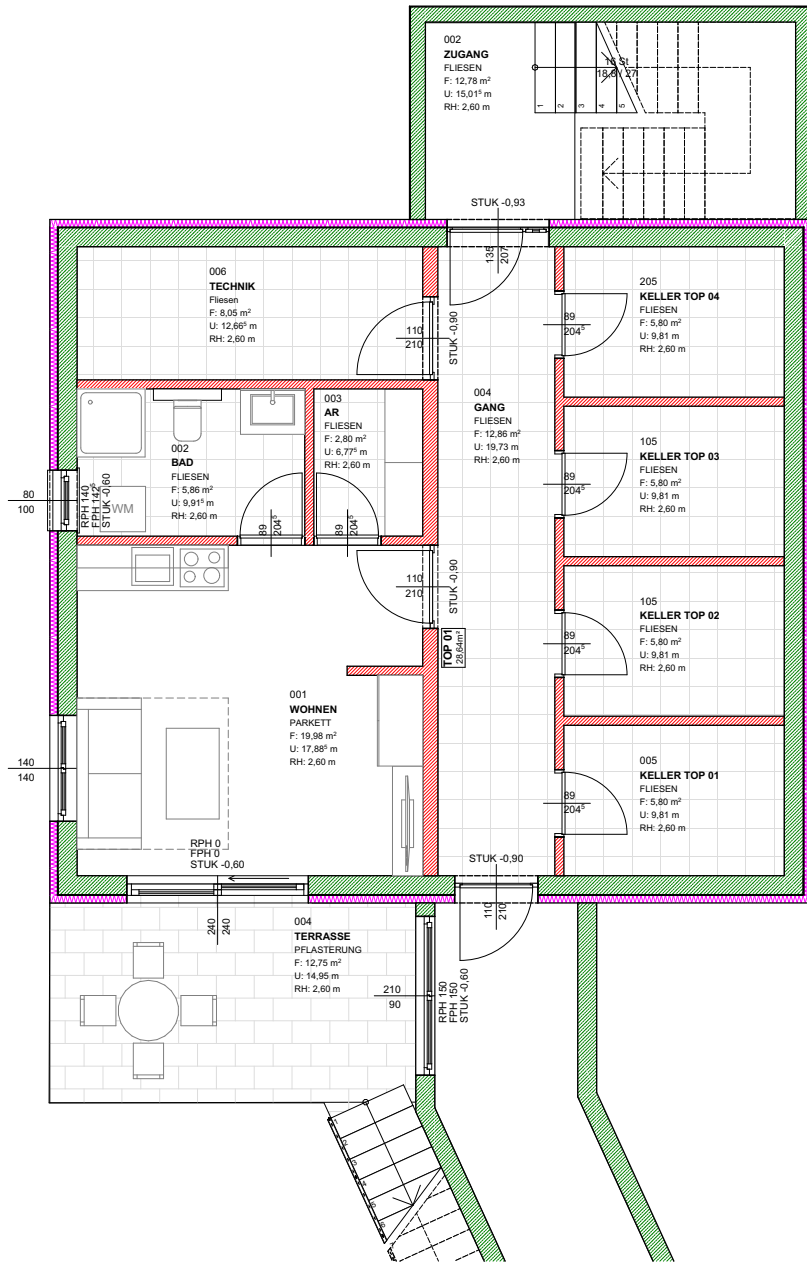 002
ZUGANG
FLIESEN
F: 12,78 m²
U: 15,01⁵ m
RH: 2,60 m
16 St
18,8 / 27
1
2
3
4
5
STUK -0,93
135
207
006
TECHNIK
Fliesen
F: 8,05 m²
U: 12,66⁵ m
RH: 2,60 m
110
210
STUK -0,90
205
KELLER TOP 04
FLIESEN
F: 5,80 m²
U: 9,81 m
RH: 2,60 m
89
204⁵
003
AR
FLIESEN
F: 2,80 m²
U: 6,77⁵ m
RH: 2,60 m
004
GANG
FLIESEN
F: 12,86 m²
U: 19,73 m
RH: 2,60 m
105
KELLER TOP 03
FLIESEN
F: 5,80 m²
U: 9,81 m
RH: 2,60 m
89
204⁵
002
BAD
FLIESEN
F: 5,86 m²
U: 9,91⁵ m
RH: 2,60 m
WM
80
100
RPH 140
FPH 142⁵
STUK -0,60
89
204⁵
89
204⁵
110
210
STUK -0,90
TOP 01
28,64m²
105
KELLER TOP 02
FLIESEN
F: 5,80 m²
U: 9,81 m
RH: 2,60 m
89
204⁵
001
WOHNEN
PARKETT
F: 19,98 m²
U: 17,88⁵ m
RH: 2,60 m
140
140
005
KELLER TOP 01
FLIESEN
F: 5,80 m²
U: 9,81 m
RH: 2,60 m
89
204⁵
RPH 0
FPH 0
STUK -0,60
STUK -0,90
240
240
110
210
004
TERRASSE
PFLASTERUNG
F: 12,75 m²
U: 14,95 m
RH: 2,60 m
210
90
RPH 150
FPH 150
STUK -0,60